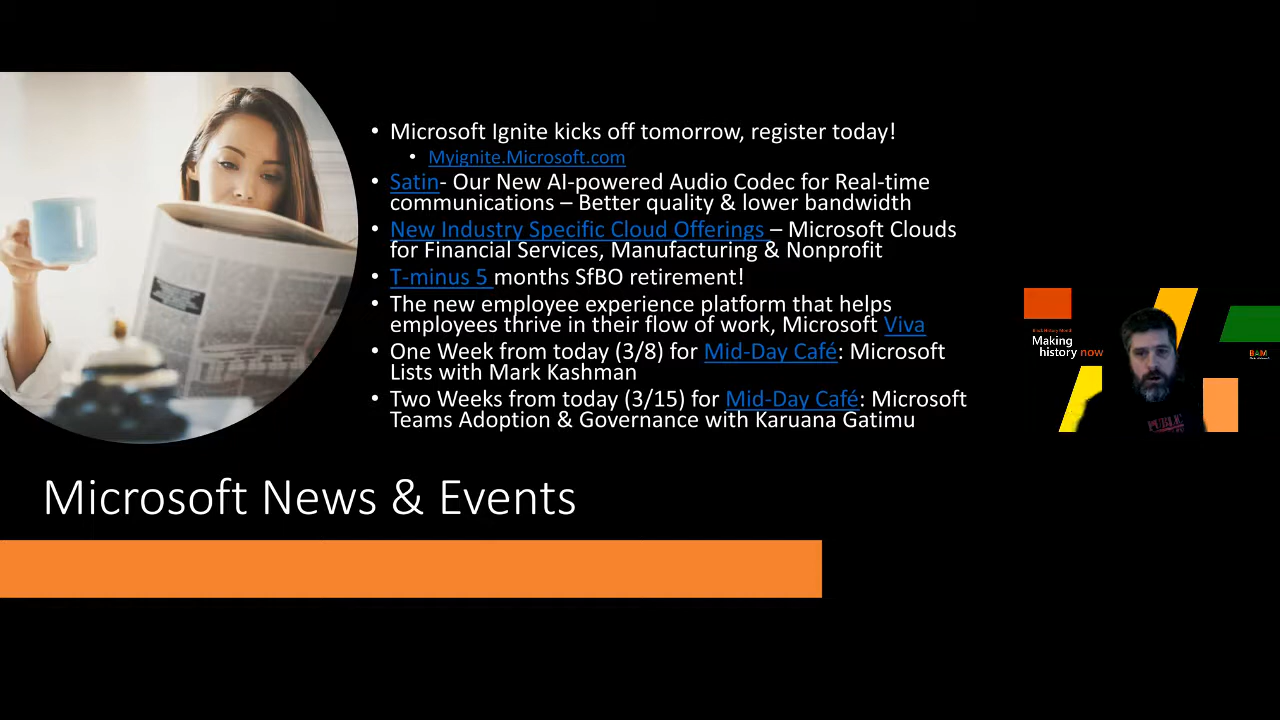 Microsoft Ignite kicks off tomorrow, register today!
Myignite.Microsoft.com
Satin- Our New AI-powered Audio Codec for Real-time
communications – Better quality & lower bandwidth
New Industry Specific Cloud Offerings – Microsoft Clouds
for Financial Services, Manufacturing & Nonprofit
T-minus 5 months SfBO retirement!
The new employee experience platform that helps
employees thrive in their flow of work, Microsoft Viva
One Week from today (3/8) for Mid-Day Café: Microsoft
Lists with Mark Kashman
Two Weeks from today (3/15) for Mid-Day Café: Microsoft
Teams Adoption & Governance with Karuana Gatimu
Microsoft News & Events
Black History Month
Making
history now
BAM
PUBLIC